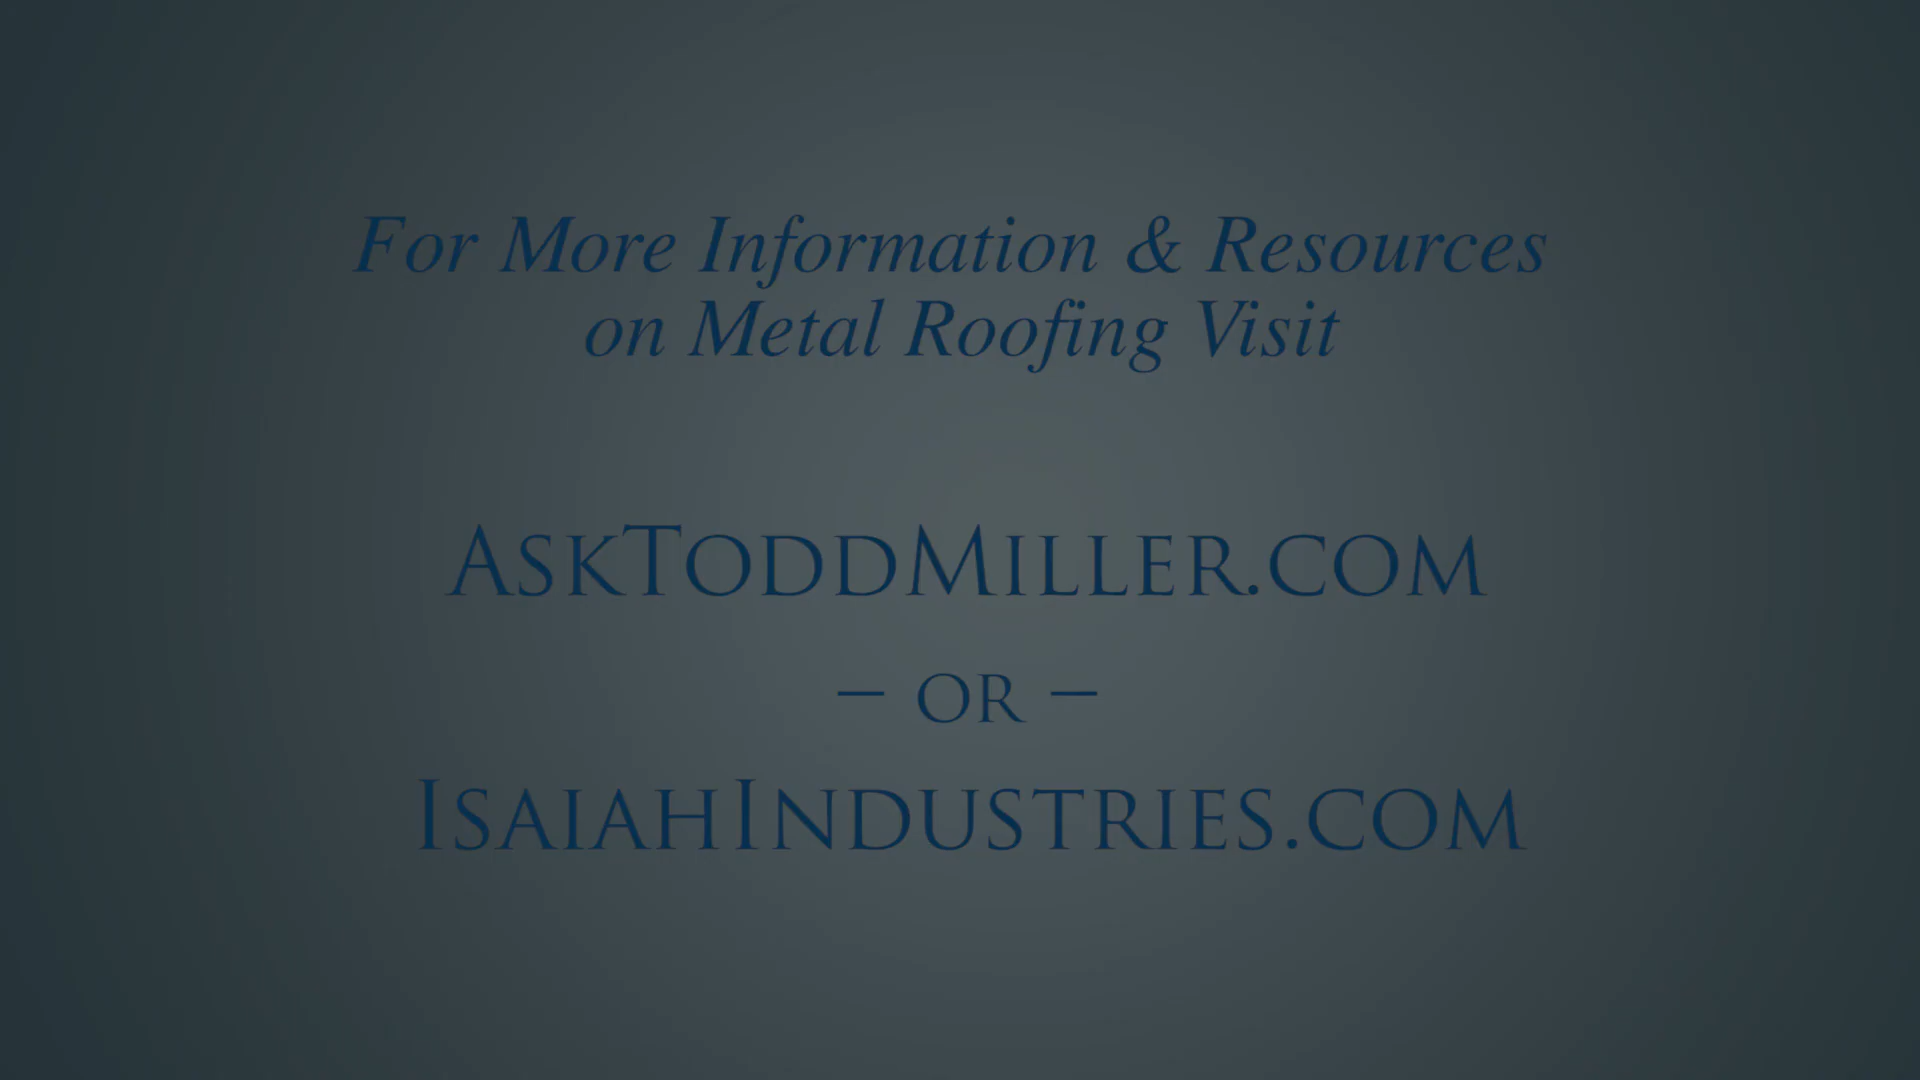 For More Information & Resources
on Metal Roofing Visit
AskToddMiller.com
– or –
IsaiahIndustries.com